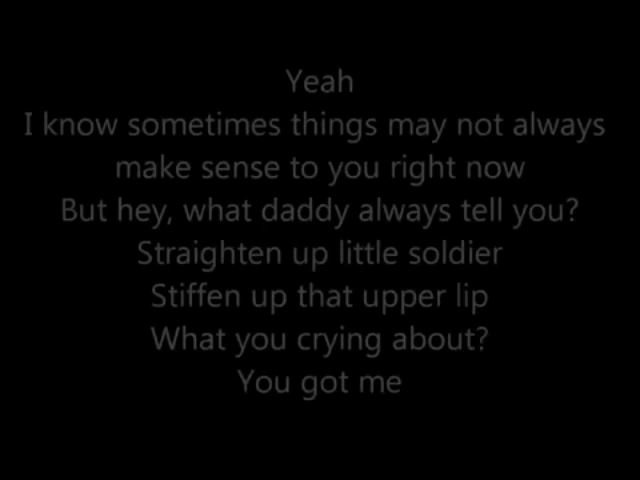 Yeah
I know sometimes things may not always
make sense to you right now
But hey, what daddy always tell you?
Straighten up little soldier
Stiffen up that upper lip
What you crying about?
You got me